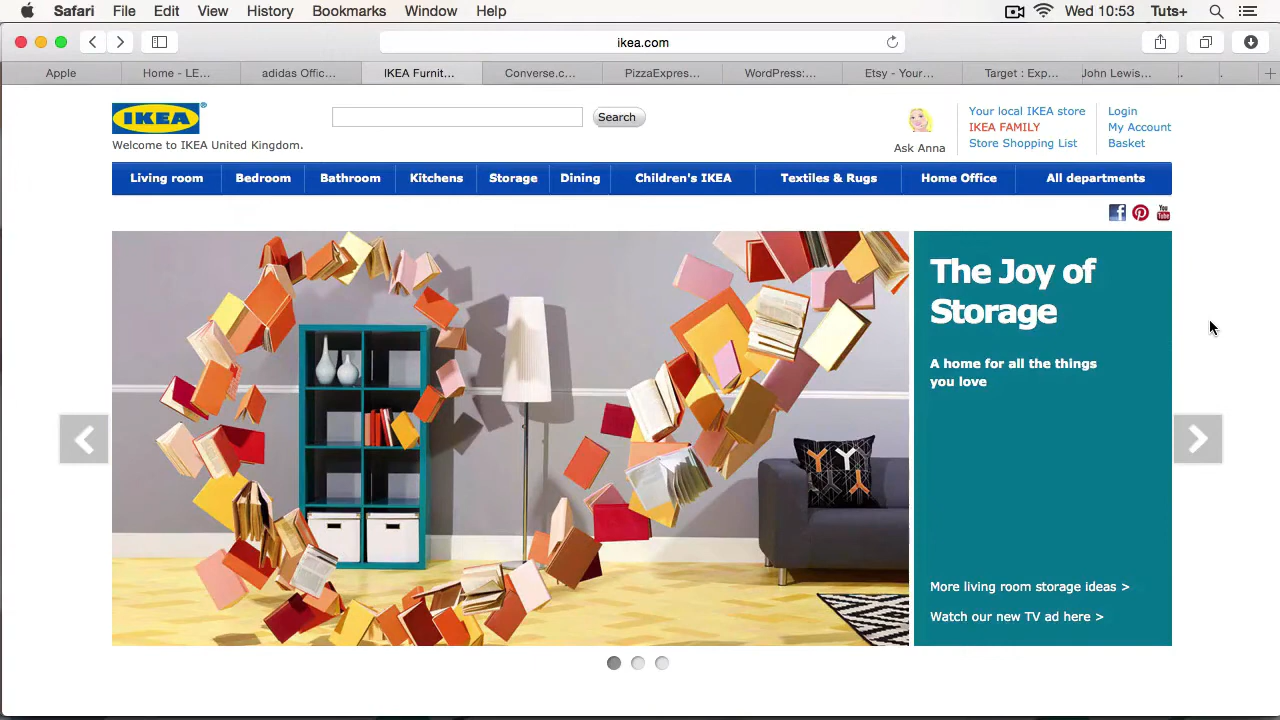 Safari File Edit View History Bookmarks Window Help Wed 10:53 Tuts+
ikea.com
Apple Home - LE... adidas Offic... IKEA Furnit... Converse.c... PizzaExpres... WordPress:... Etsy - Your... Target : Exp... John Lewis...
IKEA
Search
Welcome to IKEA United Kingdom.
Ask Anna
Your local IKEA store
IKEA FAMILY
Store Shopping List
Login
My Account
Basket
Living room Bedroom Bathroom Kitchens Storage Dining Children's IKEA Textiles & Rugs Home Office All departments
You Tube
The Joy of
Storage
A home for all the things
you love
More living room storage ideas >
Watch our new TV ad here >